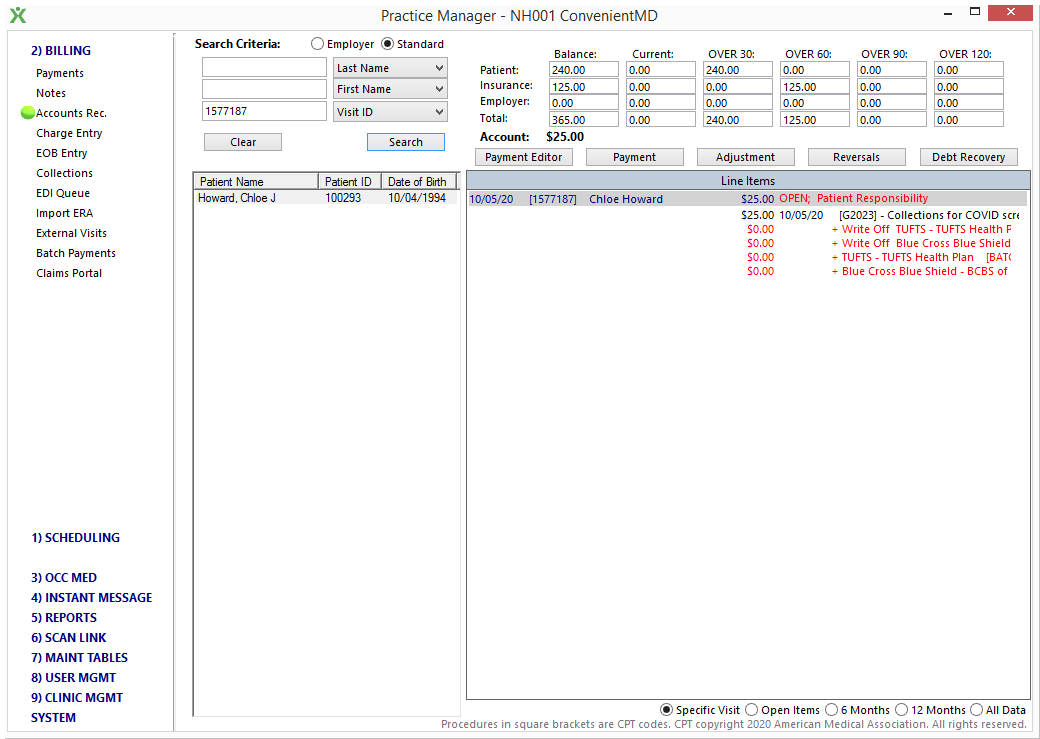 Practice Manager - NH001 ConvenientMD
2) BILLING
Payments
Notes
Accounts Rec.
Charge Entry
EOB Entry
Collections
EDI Queue
Import ERA
External Visits
Batch Payments
Claims Portal
1) SCHEDULING
3) OCC MED
4) INSTANT MESSAGE
5) REPORTS
6) SCAN LINK
7) MAINT TABLES
8) USER MGMT
9) CLINIC MGMT
SYSTEM
Search Criteria: Employer Standard
Last Name
First Name
1577187 Visit ID
Clear Search
Balance: Current: OVER 30: OVER 60: OVER 90: OVER 120:
Patient: 240.00 0.00 240.00 0.00 0.00 0.00
Insurance: 125.00 0.00 0.00 125.00 0.00 0.00
Employer: 0.00 0.00 0.00 0.00 0.00 0.00
Total: 365.00 0.00 240.00 125.00 0.00 0.00
Account: $25.00
Payment Editor Payment Adjustment Reversals Debt Recovery
Patient Name Patient ID Date of Birth
Howard, Chloe J 100293 10/04/1994
Line Items
10/05/20 [1577187] Chloe Howard $25.00 OPEN; Patient Responsibility
$25.00 10/05/20 [G2023] - Collections for COVID scre
$0.00 + Write Off TUFTS - TUFTS Health P
$0.00 + Write Off Blue Cross Blue Shield
$0.00 + TUFTS - TUFTS Health Plan [BATC
$0.00 + Blue Cross Blue Shield - BCBS of
Specific Visit Open Items 6 Months 12 Months All Data
Procedures in square brackets are CPT codes. CPT copyright 2020 American Medical Association. All rights reserved.